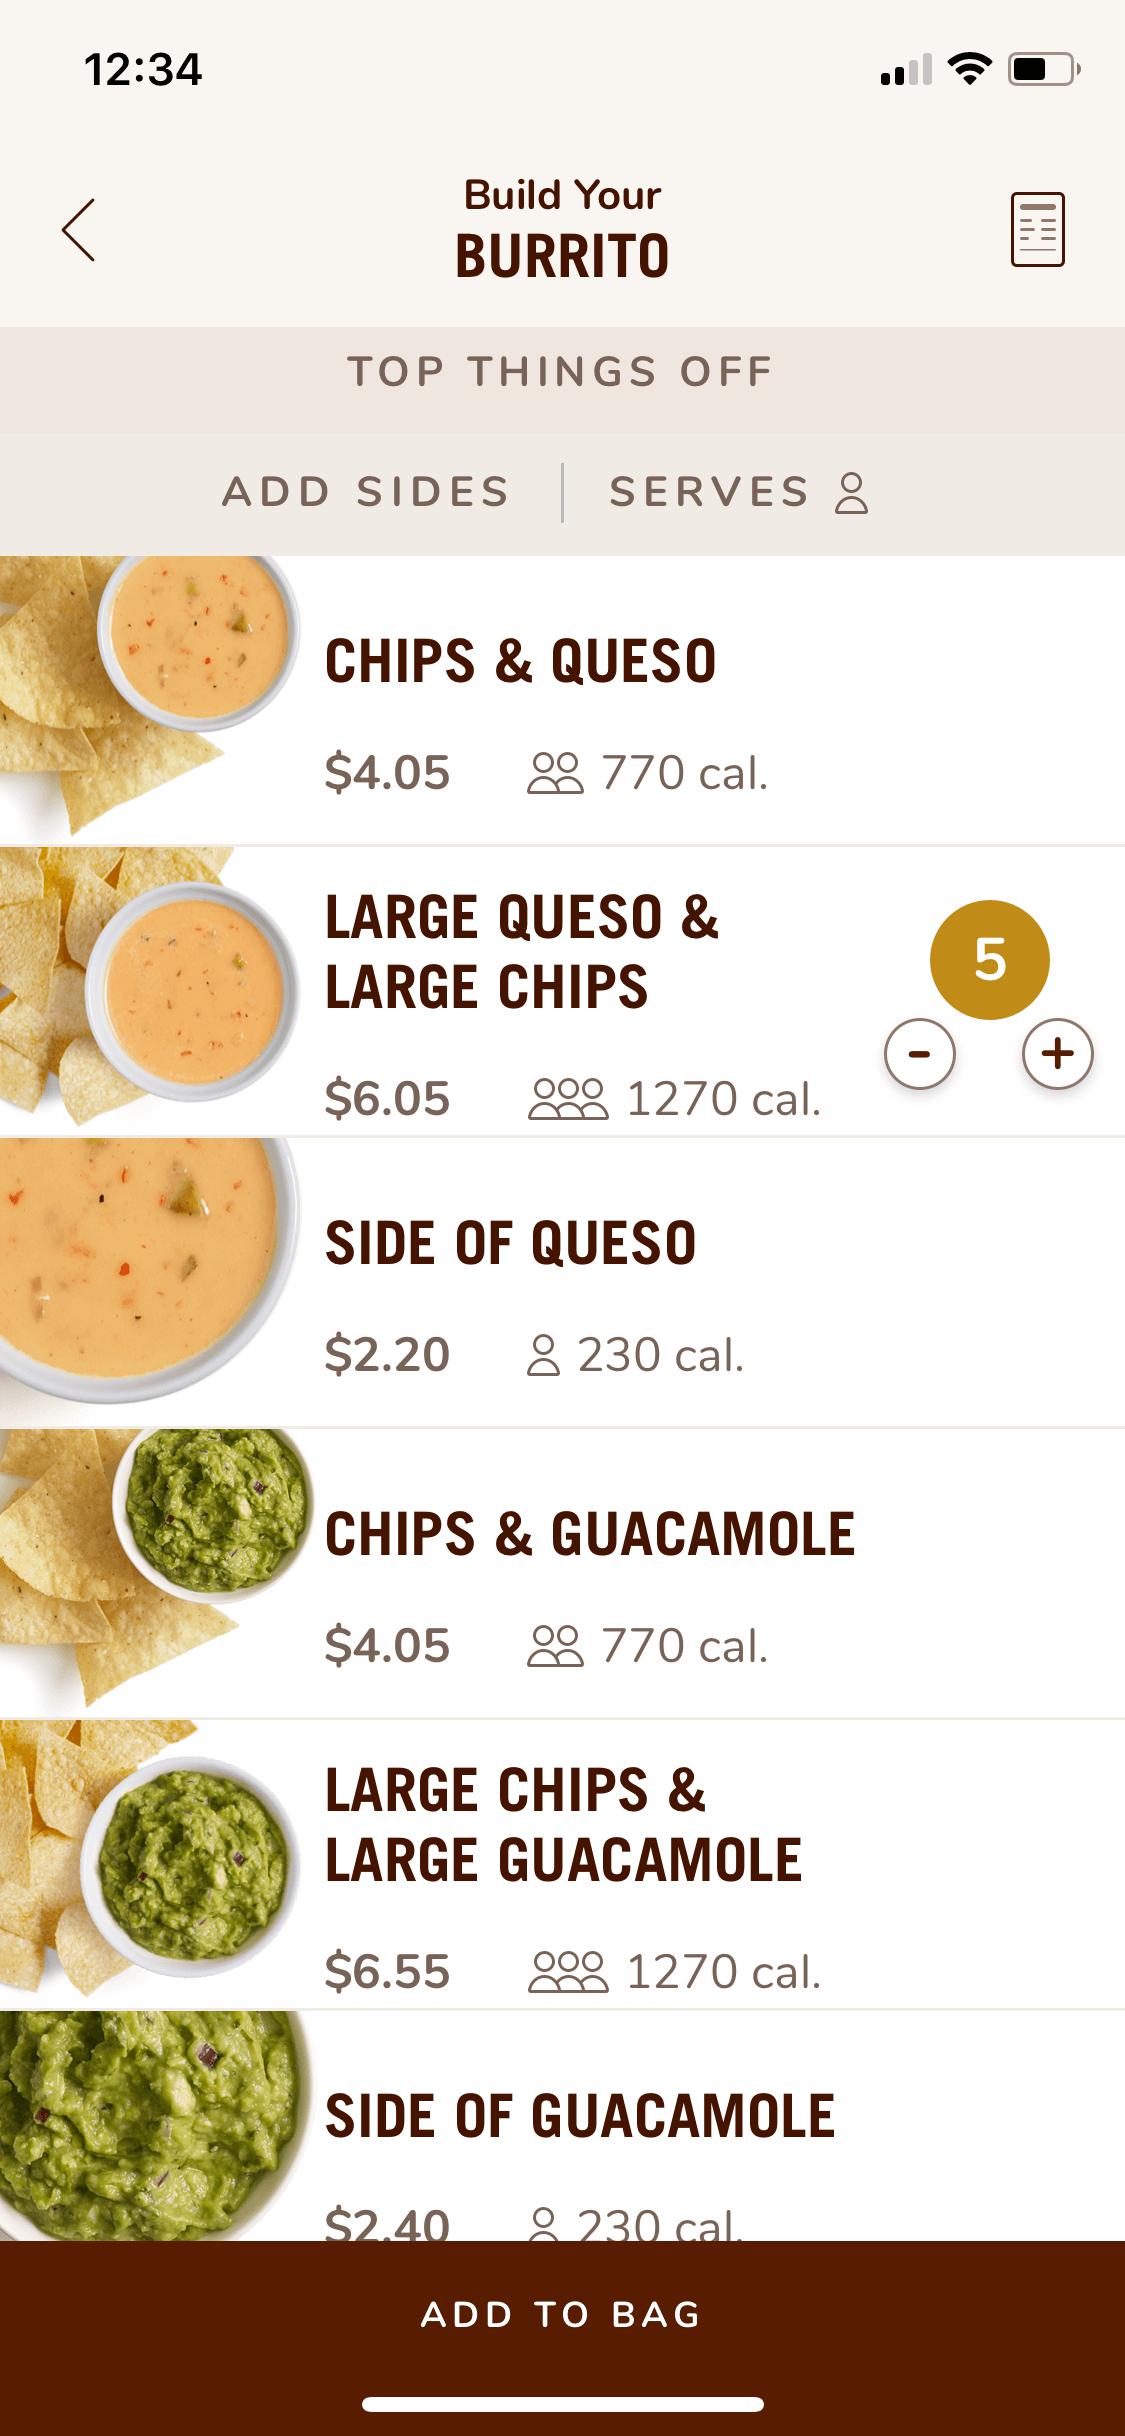 12:34
Build Your
BURRITO
TOP THINGS OFF
ADD SIDES
SERVES
CHIPS & QUESO
$4.05 770 cal.
LARGE QUESO &
LARGE CHIPS
5
- +
$6.05 1270 cal.
SIDE OF QUESO
$2.20 230 cal.
CHIPS & GUACAMOLE
$4.05 770 cal.
LARGE CHIPS &
LARGE GUACAMOLE
$6.55 1270 cal.
SIDE OF GUACAMOLE
$2.40 230 cal.
ADD TO BAG